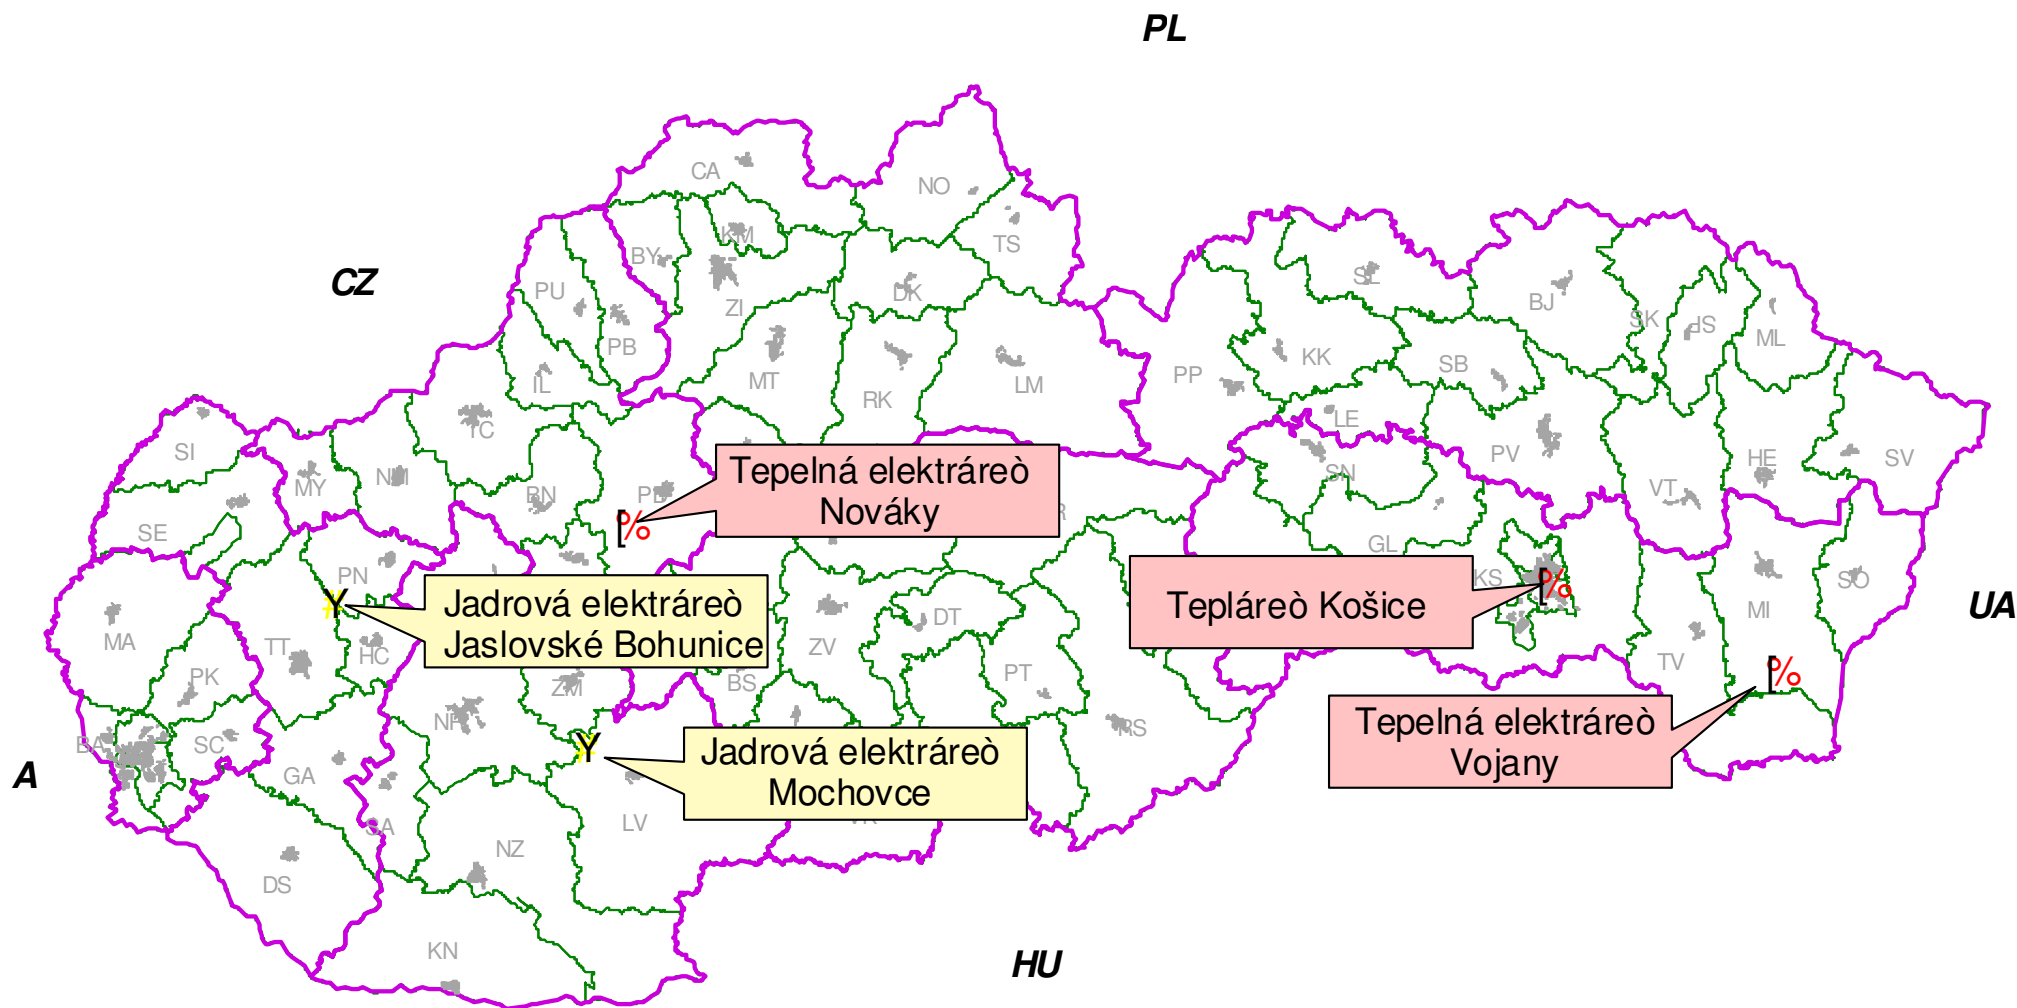 PL
CA
NO
KM
TS
BY
CZ
PU
ZI
DK
SL
BJ
SK
ML
PB
KK
SB
IL
MT
RK
LM
PP
LE
TC
SI
PV
Tepelná elektráreò
Nováky
SN
HE
SV
MY
NM
BN
VT
SE
GL
PN
KS
SO
Jadrová elektráreò
Jaslovské Bohunice
Tepláreò Košice
MI
UA
MA
TT
HC
DT
ZV
TV
PK
ZM
BS
PT
NR
RS
Tepelná elektráreò
Vojany
BA
SC
Jadrová elektráreò
Mochovce
A
GA
SA
LV
NZ
DS
KN
HU